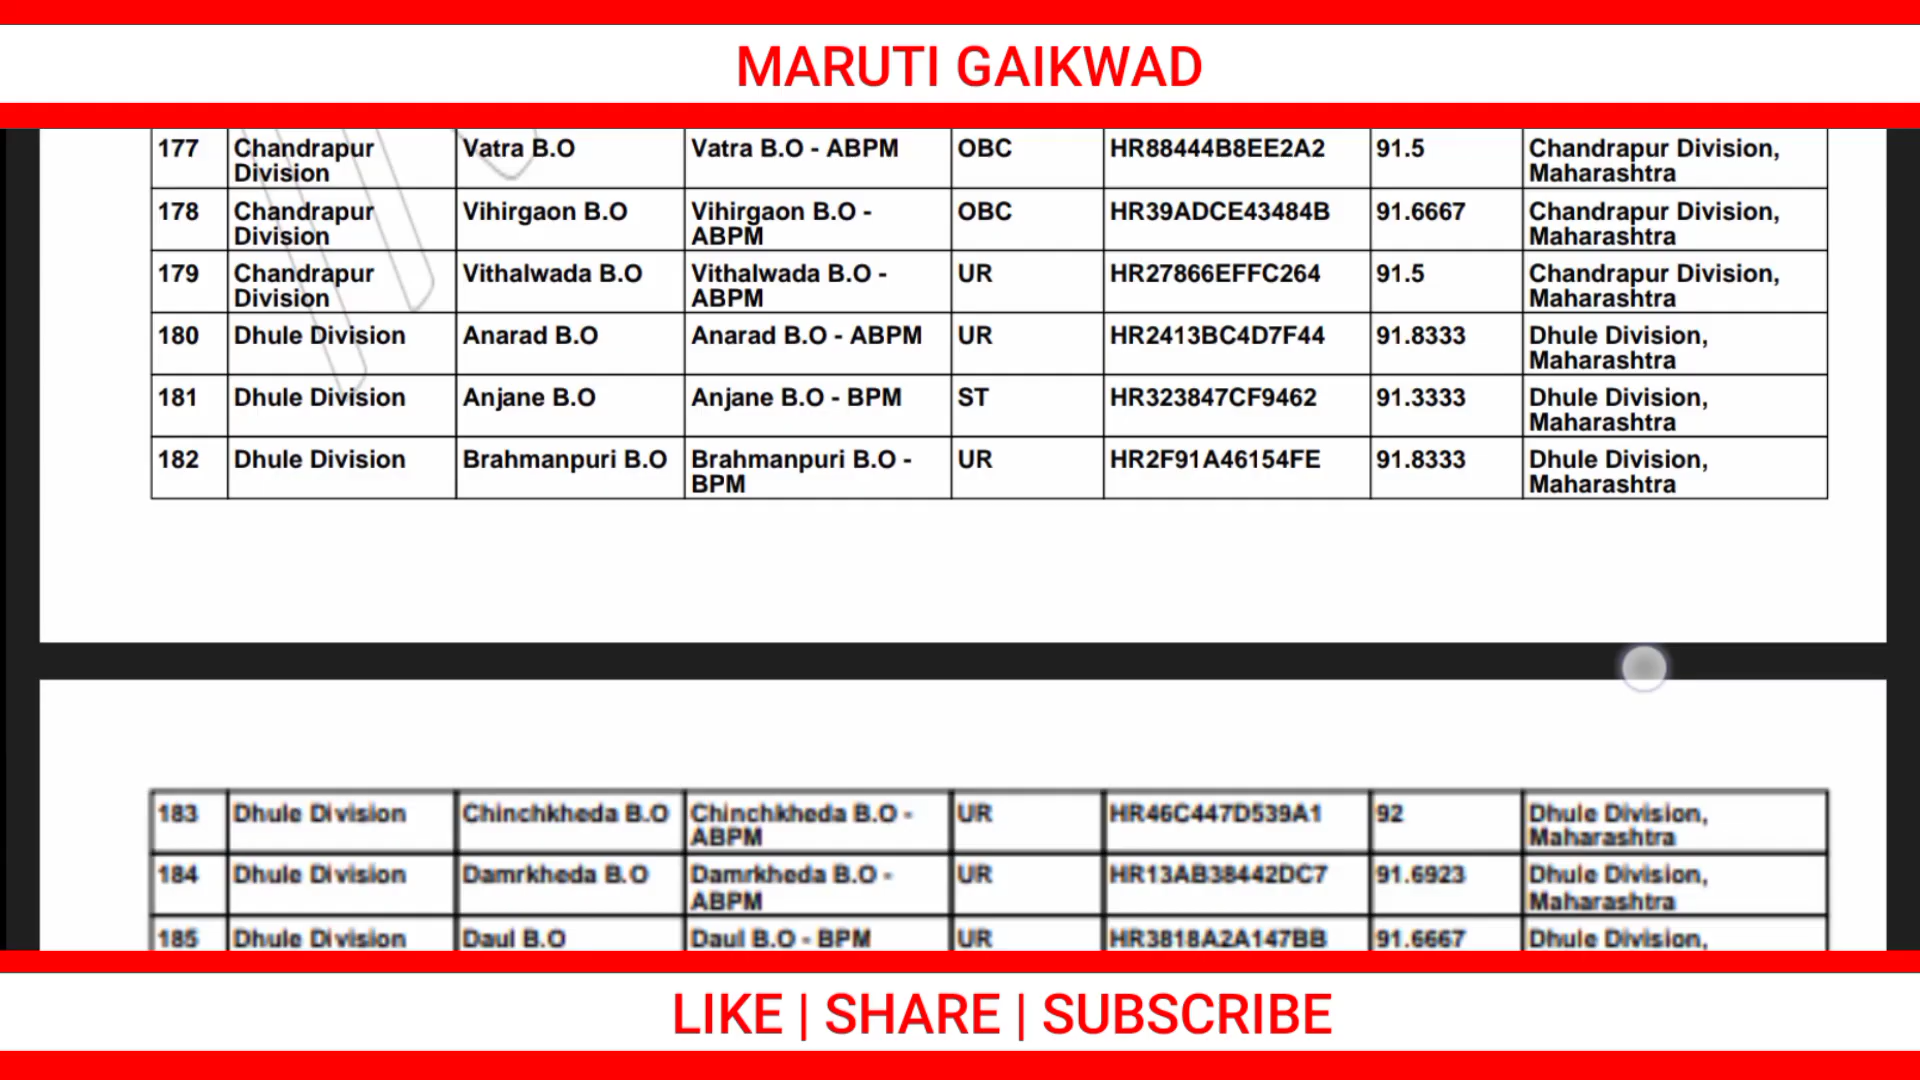 MARUTI GAIKWAD
177 Chandrapur Division Vatra B.O Vatra B.O - ABPM OBC HR88444B8EE2A2 91.5 Chandrapur Division, Maharashtra
178 Chandrapur Division Vihirgaon B.O Vihirgaon B.O - ABPM OBC HR39ADCE43484B 91.6667 Chandrapur Division, Maharashtra
179 Chandrapur Division Vithalwada B.O Vithalwada B.O - ABPM UR HR27866EFFC264 91.5 Chandrapur Division, Maharashtra
180 Dhule Division Anarad B.O Anarad B.O - ABPM UR HR2413BC4D7F44 91.8333 Dhule Division, Maharashtra
181 Dhule Division Anjane B.O Anjane B.O - BPM ST HR323847CF9462 91.3333 Dhule Division, Maharashtra
182 Dhule Division Brahmanpuri B.O Brahmanpuri B.O - BPM UR HR2F91A46154FE 91.8333 Dhule Division, Maharashtra
183 Dhule Division Chinchkheda B.O Chinchkheda B.O - ABPM UR HR46C447D539A1 92 Dhule Division, Maharashtra
184 Dhule Division Damrkheda B.O Damrkheda B.O - ABPM UR HR13AB38442DC7 91.6923 Dhule Division, Maharashtra
185 Dhule Division Daul B.O Daul B.O - BPM UR HR3818A2A147BB 91.6667 Dhule Division,
LIKE | SHARE | SUBSCRIBE